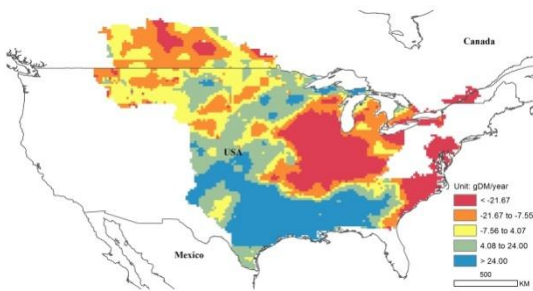 Canada
USA
Mexico
Unit: gDM/year
< -21.67
-21.67 to -7.55
-7.56 to 4.07
4.08 to 24.00
> 24.00
500
KM